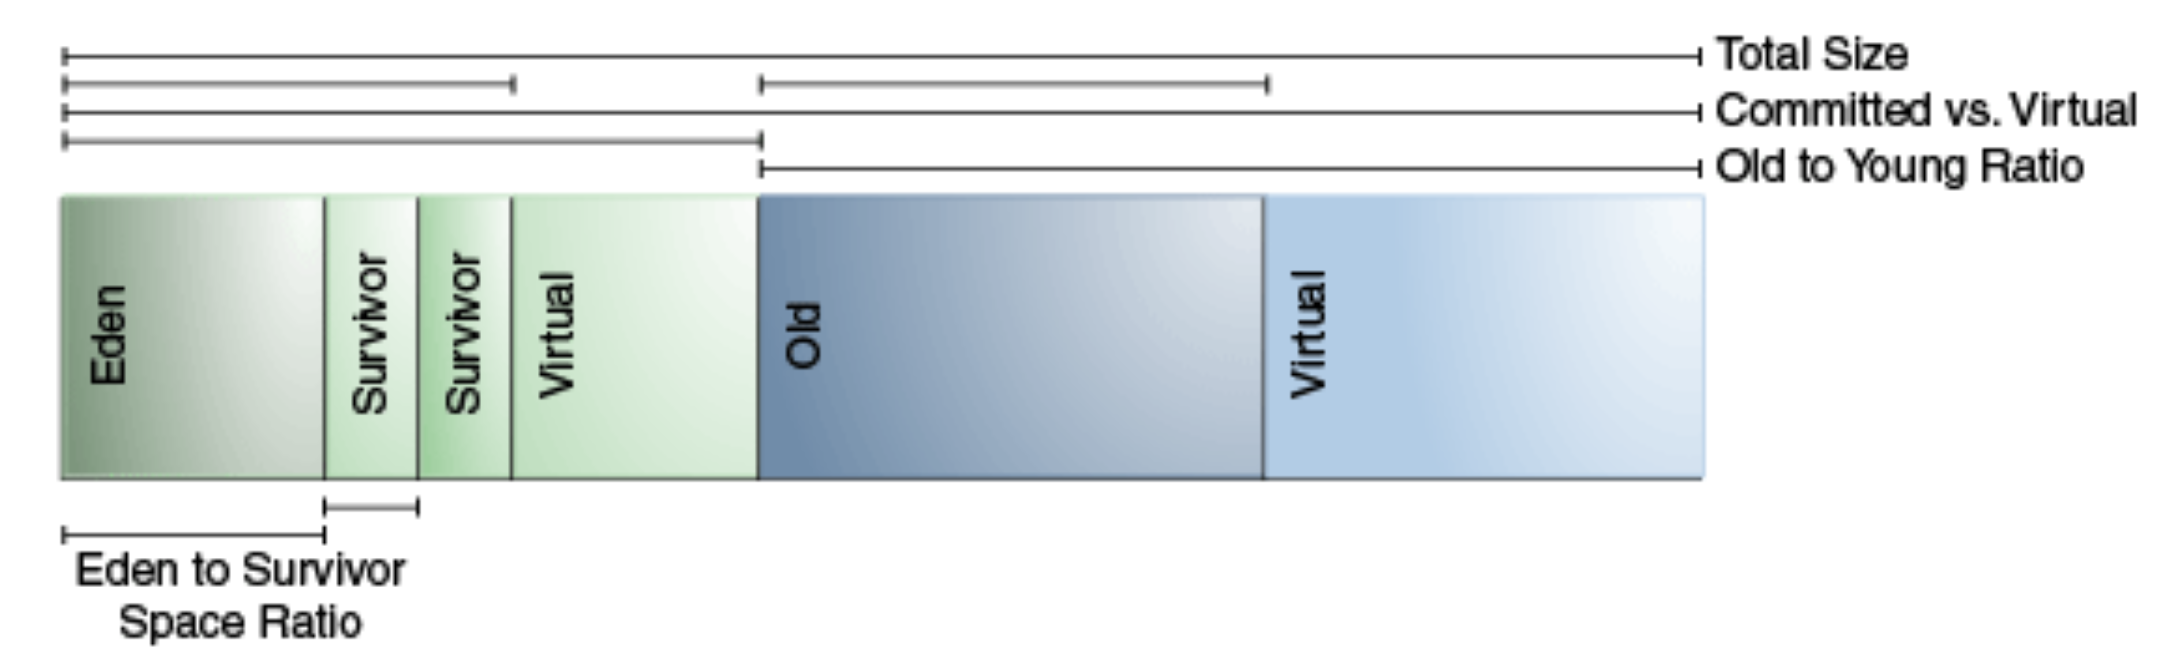 Total Size
Committed vs. Virtual
Old to Young Ratio
Eden
Survivor
Survivor
Virtual
Old
Virtual
Eden to Survivor
Space Ratio